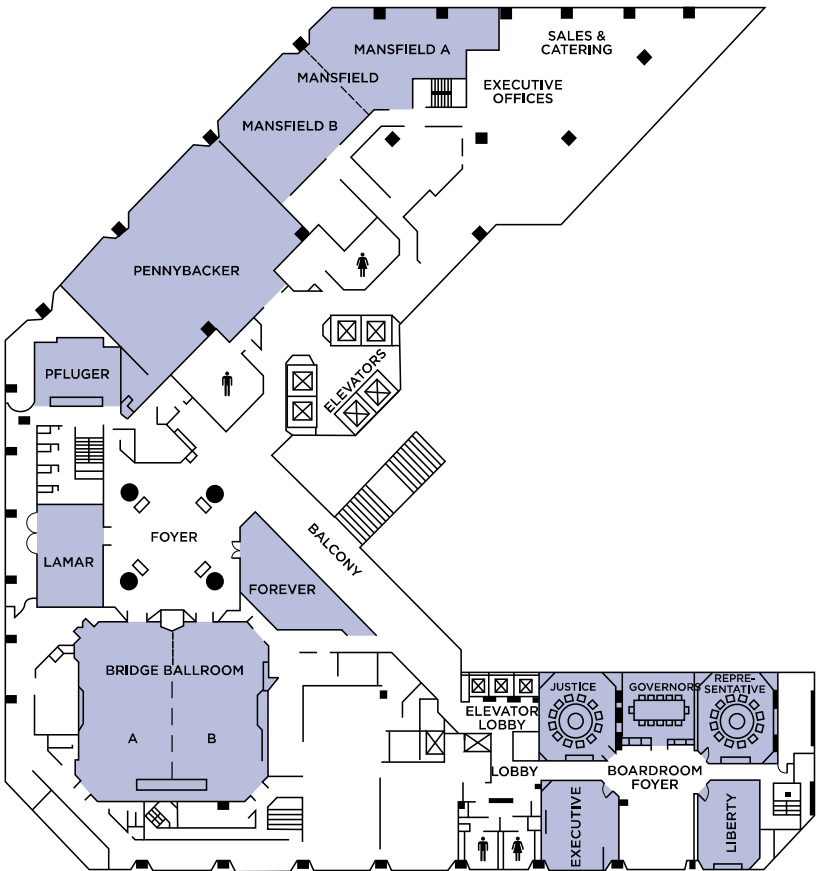 MANSFIELD A
SALES &
CATERING
MANSFIELD
EXECUTIVE
OFFICES
MANSFIELD B
PENNYBACKER
PFLUGER
ELEVATORS
FOYER
BALCONY
LAMAR
FOREVER
BRIDGE BALLROOM
A
B
JUSTICE
GOVERNORS
REPRE-
SENTATIVE
ELEVATOR
LOBBY
LOBBY
BOARDROOM
FOYER
EXECUTIVE
LIBERTY